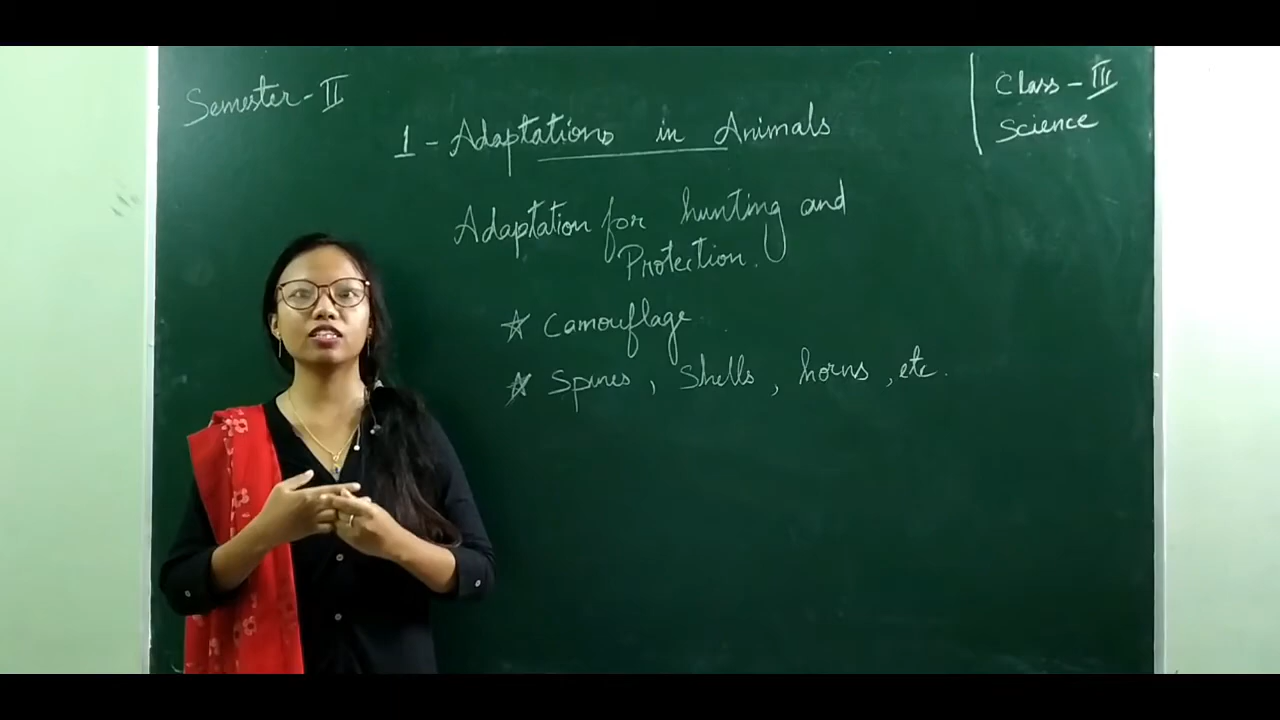 Semester - II
Class - III
Science
1 - Adaptations in Animals
Adaptation for hunting and
Protection.
☆ Camouflage
☆ Spines, Shells, horns, etc.